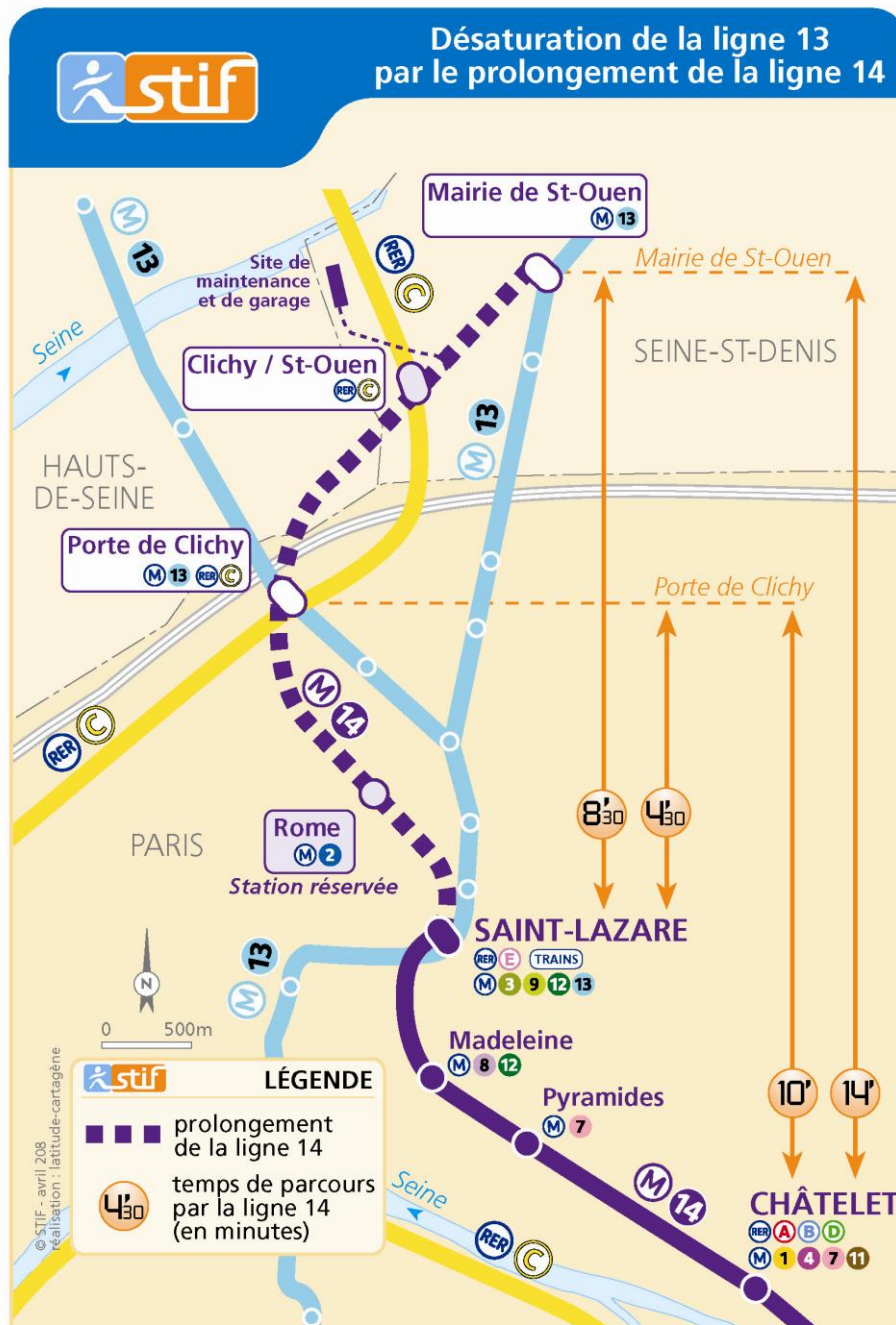 stif
Désaturation de la ligne 13
par le prolongement de la ligne 14
Mairie de St-Ouen
M 13
M 13
RER C
Site de
maintenance
et de garage
Mairie de St-Ouen
Seine
Clichy / St-Ouen
RER C
SEINE-ST-DENIS
M 13
HAUTS-
DE-SEINE
Porte de Clichy
M 13 RER C
Porte de Clichy
M 14
RER C
PARIS
Rome
M 2
Station réservée
8'30
4'30
SAINT-LAZARE
RER E TRAINS
M 3 9 12 13
M 13
N
0 500m
Madeleine
M 8 12
Pyramides
M 7
10'
14'
M 14
CHÂTELET
RER A B D
M 1 4 7 11
stif LÉGENDE
prolongement
de la ligne 14
4'30
temps de parcours
par la ligne 14
(en minutes)
Seine
RER C
© STIF - avril 208
réalisation : latitude-cartagène